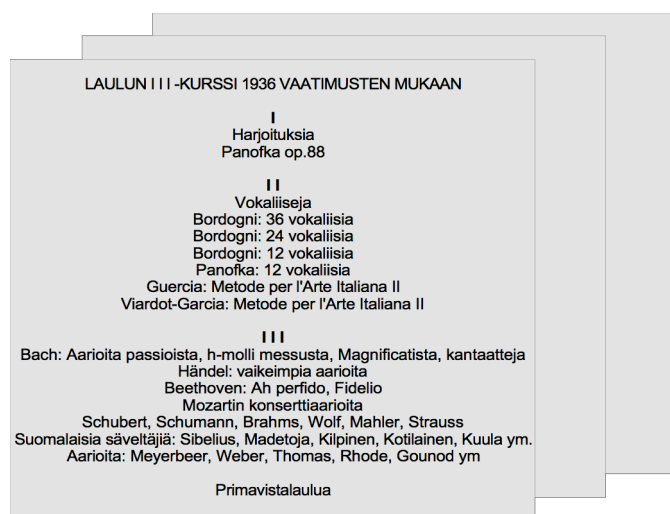 LAULUN I I I -KURSSI 1936 VAATIMUSTEN MUKAAN
I
Harjoituksia
Panofka op.88
I I
Vokaliiseja
Bordogni: 36 vokaliisia
Bordogni: 24 vokaliisia
Bordogni: 12 vokaliisia
Panofka: 12 vokaliisia
Guercia: Metode per l'Arte Italiana II
Viardot-Garcia: Metode per l'Arte Italiana II
I I I
Bach: Aarioita passioista, h-molli messusta, Magnificatista, kantaatteja
Händel: vaikeimpia aarioita
Beethoven: Ah perfido, Fidelio
Mozartin konserttiaarioita
Schubert, Schumann, Brahms, Wolf, Mahler, Strauss
Suomalaisia säveltäjiä: Sibelius, Madetoja, Kilpinen, Kotilainen, Kuula ym.
Aarioita: Meyerbeer, Weber, Thomas, Rhode, Gounod ym
Primavistalaulua